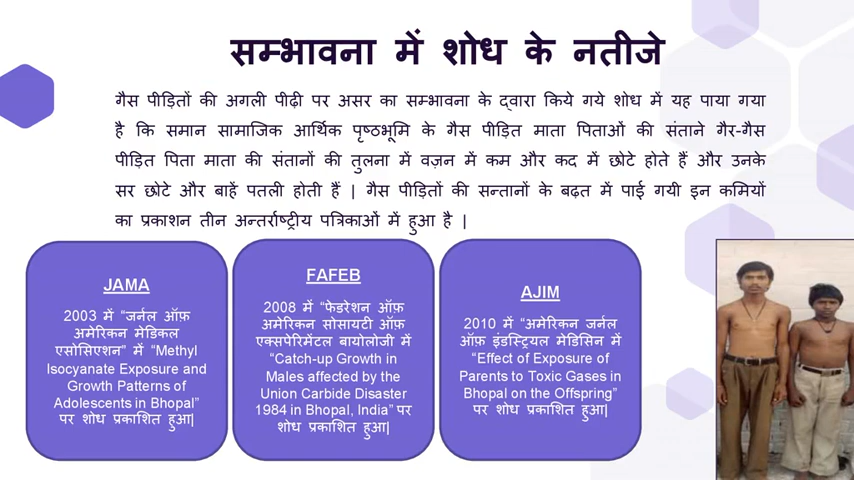 सम्भावना में शोध के नतीजे
गैस पीड़ितों की अगली पीढ़ी पर असर का सम्भावना के द्वारा किये गये शोध में यह पाया गया
है कि समान सामाजिक आर्थिक पृष्ठभूमि के गैस पीड़ित माता पिताओं की संताने गैर-गैस
पीड़ित पिता माता की संतानों की तुलना में वज़न में कम और कद में छोटे होते हैं और उनके
सर छोटे और बाहें पतली होती हैं | गैस पीड़ितों की सन्तानों के बढ़त में पाई गयी इन कमियों
का प्रकाशन तीन अन्तर्राष्ट्रीय पत्रिकाओं में हुआ है |
JAMA
2003 में “जर्नल ऑफ़
अमेरिकन मेडिकल
एसोसिएशन” में “Methyl
Isocyanate Exposure and
Growth Patterns of
Adolescents in Bhopal”
पर शोध प्रकाशित हुआ|
FAFEB
2008 में “फेडरेशन ऑफ़
अमेरिकन सोसायटी ऑफ़
एक्सपेरिमेंटल बायोलोजी में
“Catch-up Growth in
Males affected by the
Union Carbide Disaster
1984 in Bhopal, India” पर
शोध प्रकाशित हुआ|
AJIM
2010 में “अमेरिकन जर्नल
ऑफ़ इंडस्ट्रियल मेडिसिन में
“Effect of Exposure of
Parents to Toxic Gases in
Bhopal on the Offspring”
पर शोध प्रकाशित हुआ|